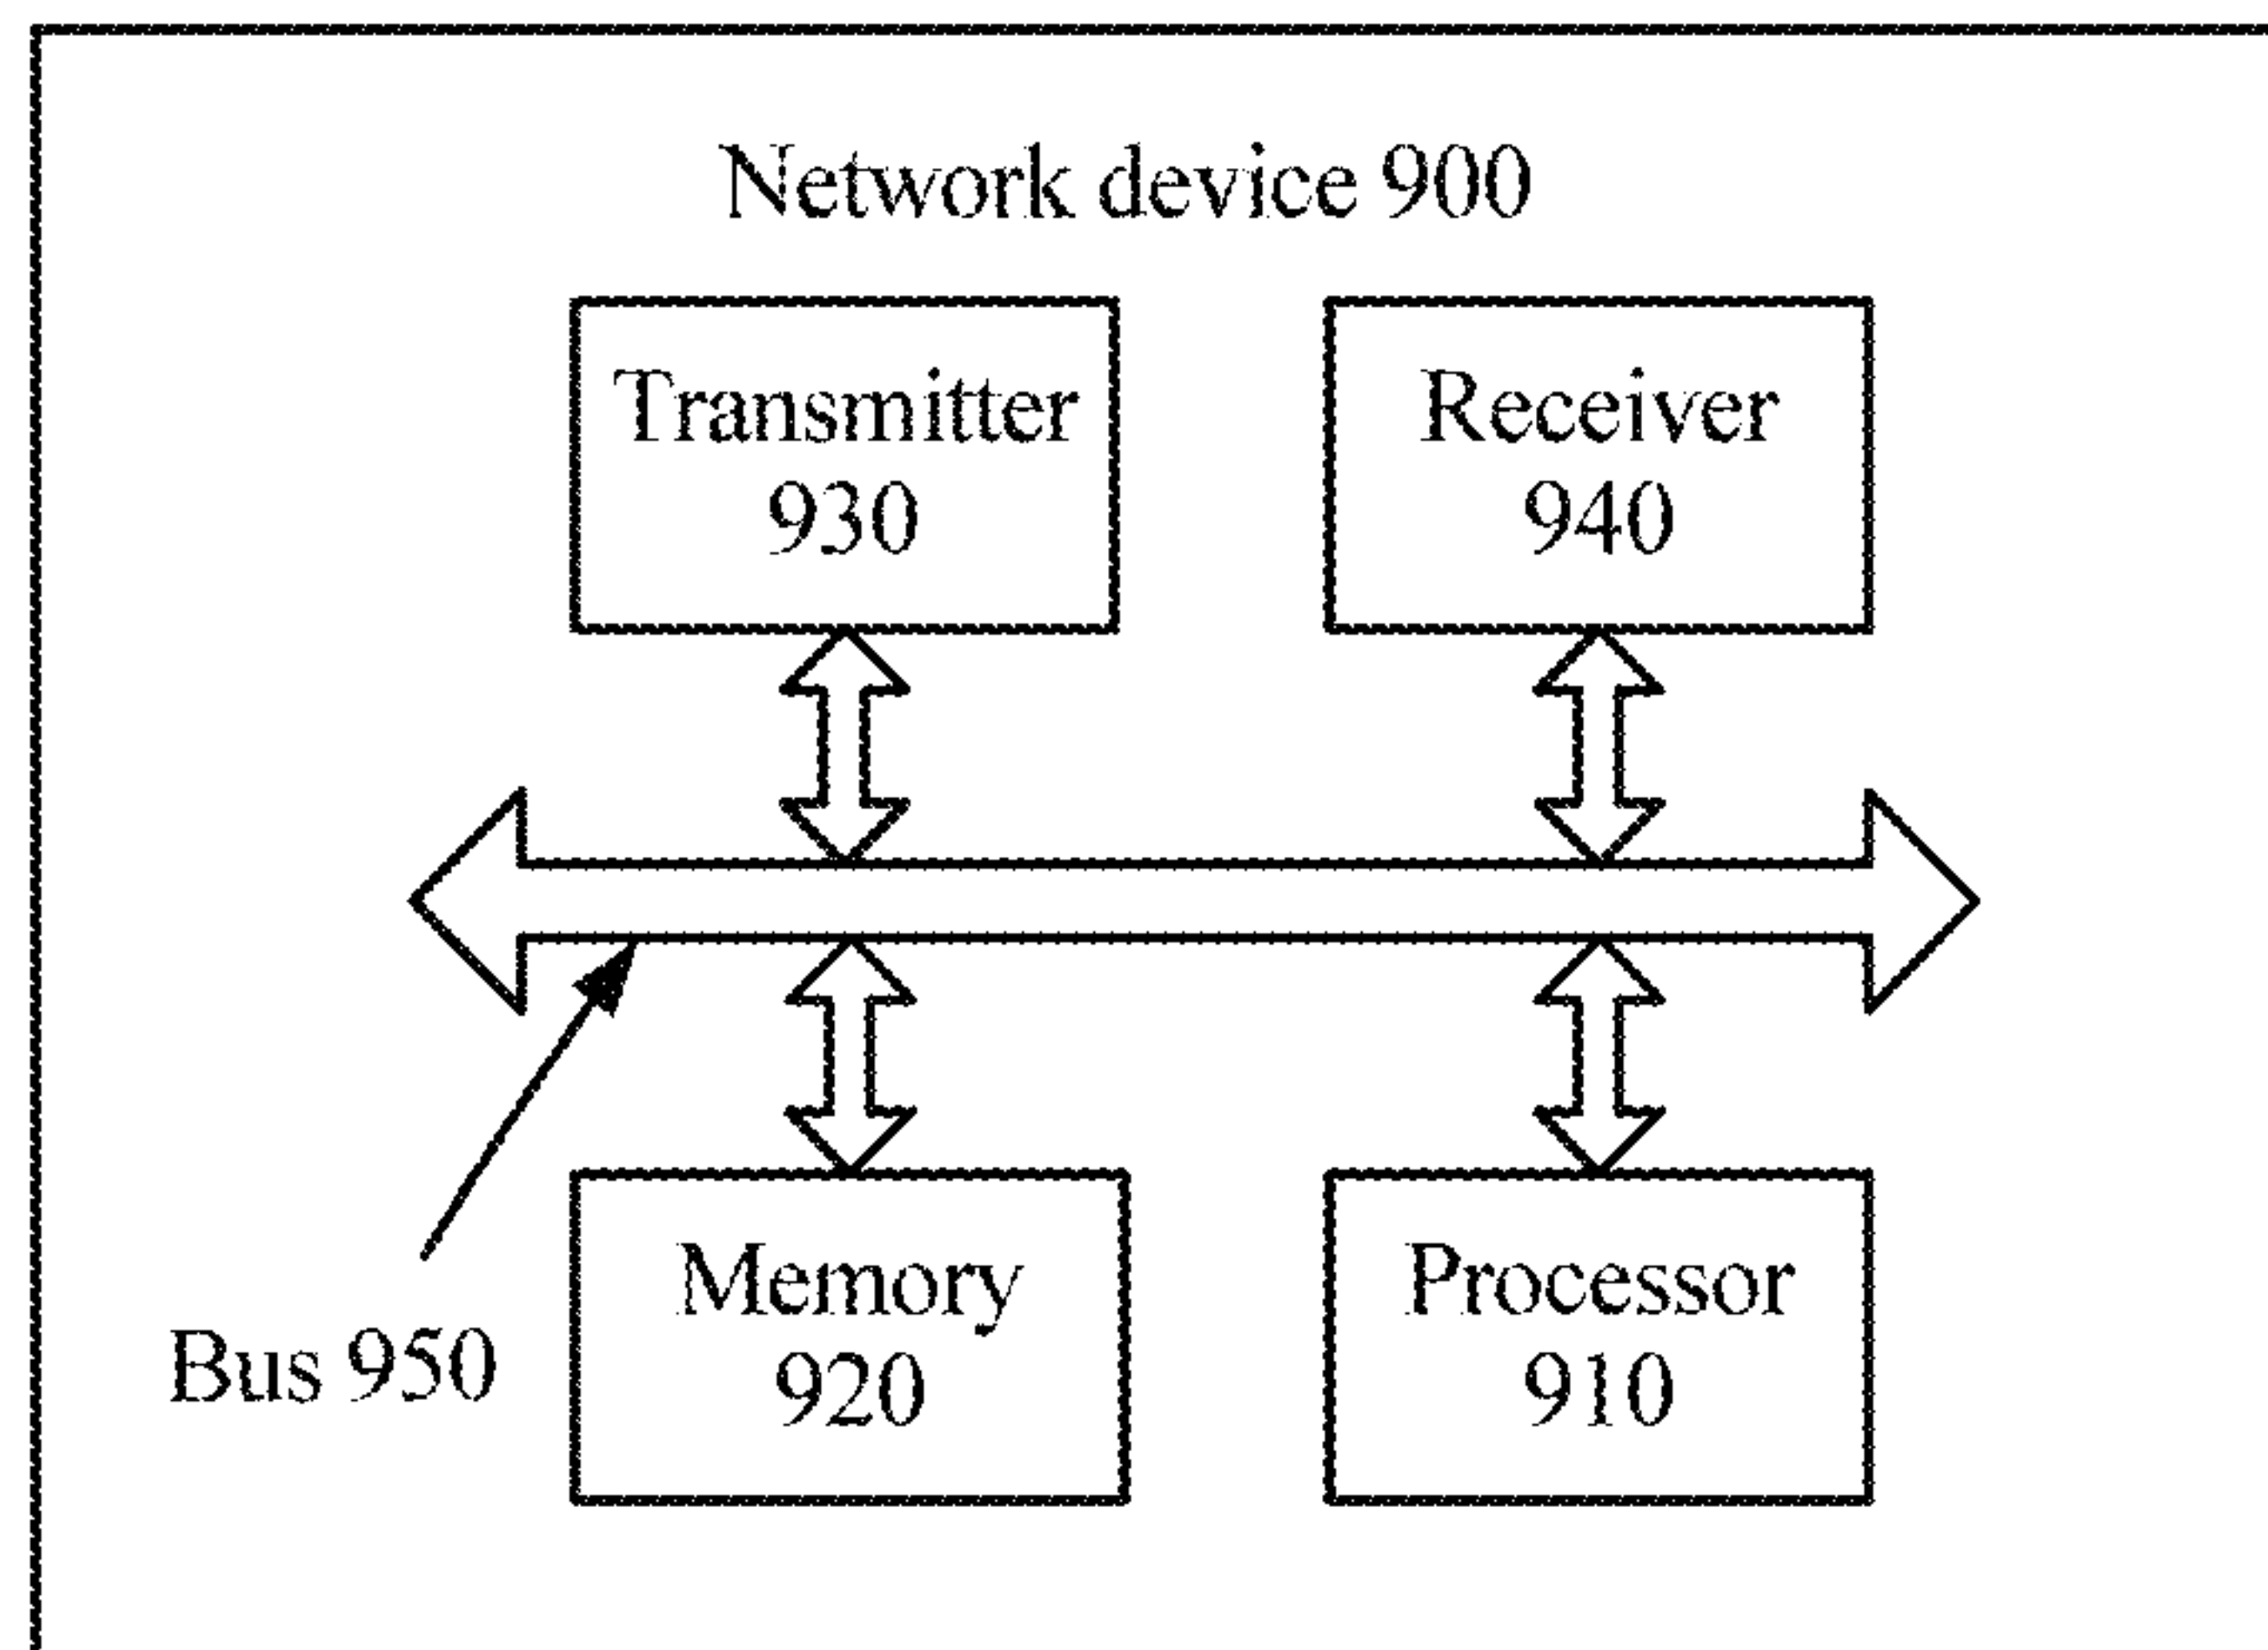 Network device 900
Transmitter
930
Receiver
940
Bus 950
Memory
920
Processor
910